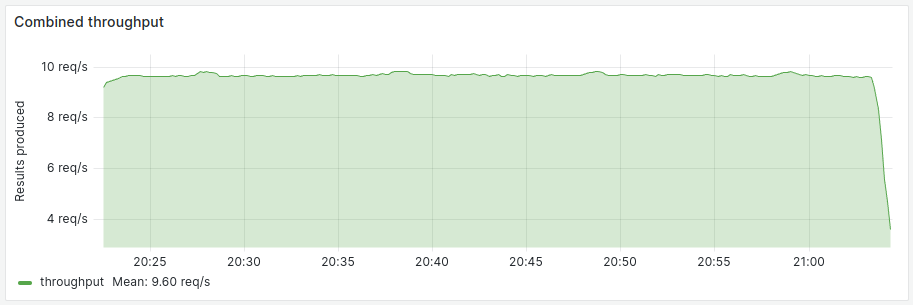 Combined throughput
10 req/s
8 req/s
6 req/s
4 req/s
Results produced
20:25 20:30 20:35 20:40 20:45 20:50 20:55 21:00
throughput Mean: 9.60 req/s